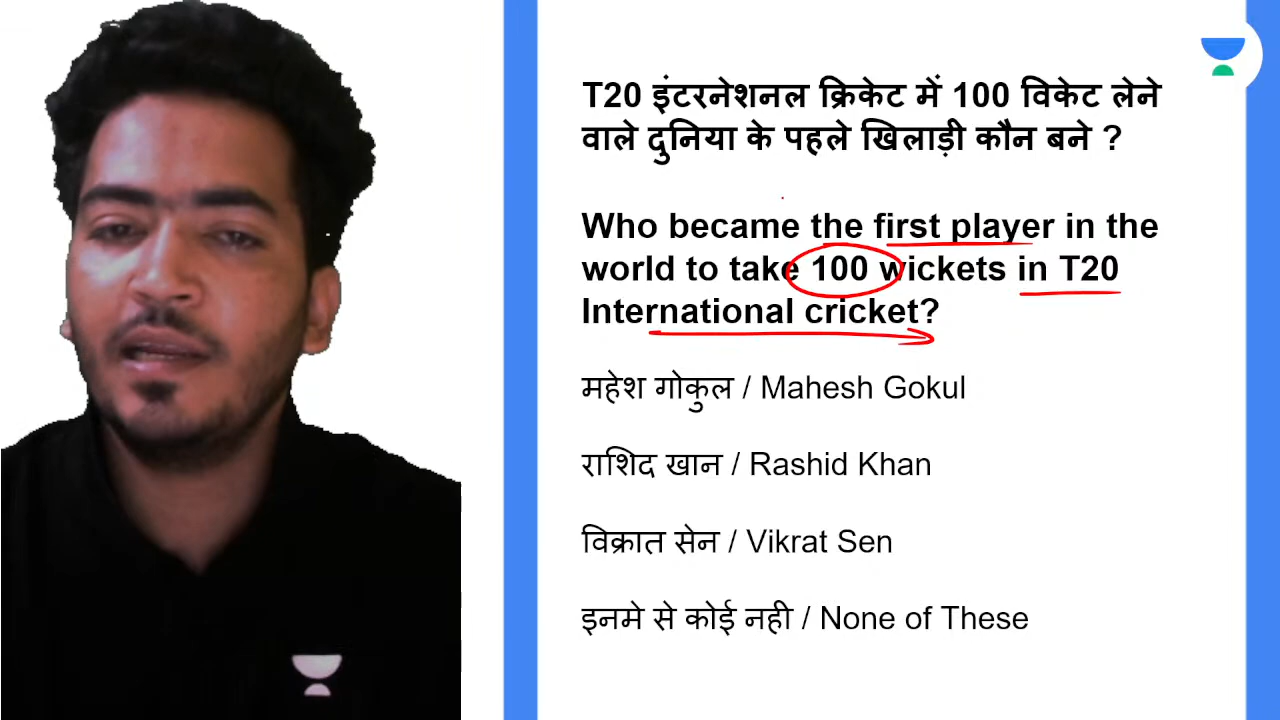 T20 इंटरनेशनल क्रिकेट में 100 विकेट लेने
वाले दुनिया के पहले खिलाड़ी कौन बने ?
Who became the first player in the
world to take 100 wickets in T20
International cricket?
महेश गोकुल / Mahesh Gokul
राशिद खान / Rashid Khan
विक्रात सेन / Vikrat Sen
इनमे से कोई नही / None of These